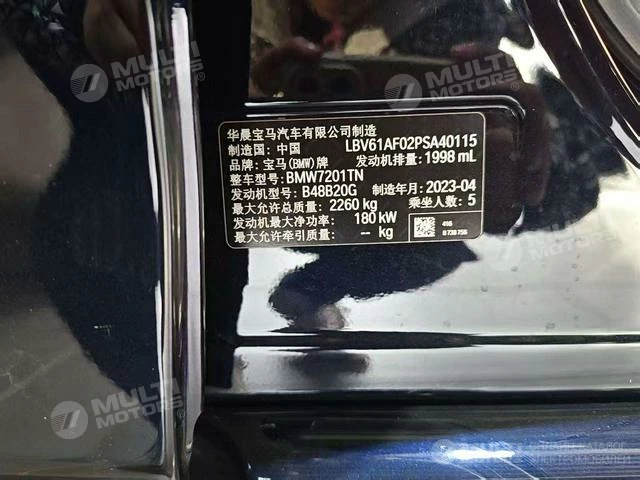 MULTI
MOTORS®
MULTI
MOTORS®
华晨宝马汽车有限公司制造
制造国: 中国 LBV61AF02PSA40115
品牌: 宝马(BMW)牌 发动机排量: 1998 mL
整车型号: BMW7201TN
发动机型号: B48B20G 制造年月: 2023-04
最大允许总质量: 2260 kg 乘坐人数: 5
发动机最大净功率: 180 kW
最大允许牵引质量: -- kg
MULTI
MOTORS®
MULTI
MOTORS®